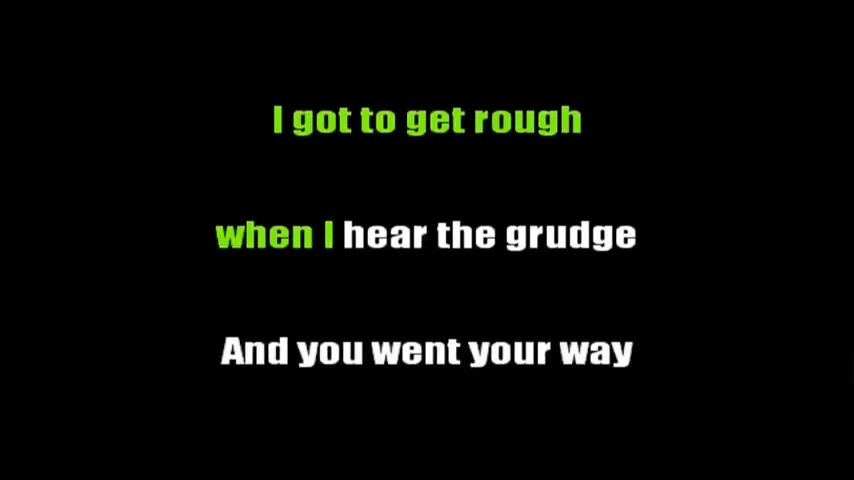 I got to get rough
when I hear the grudge
And you went your way